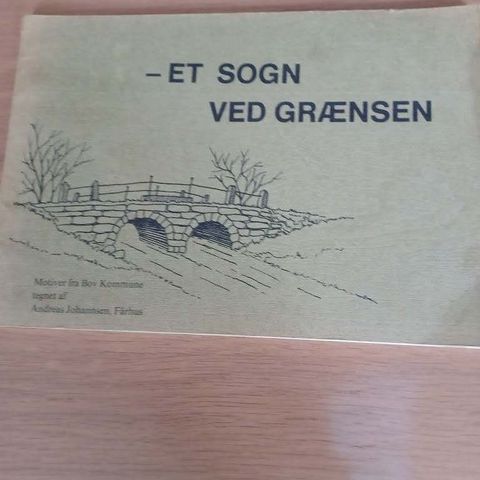 – ET SOGN
VED GRÆNSEN
Motiver fra Bov Kommune
tegnet af
Andreas Johannsen, Fårhus